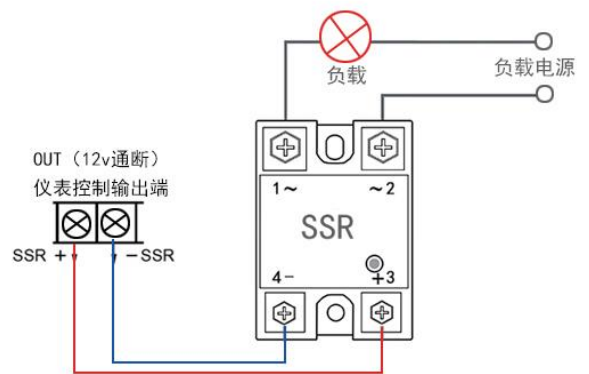 负载
负载电源
OUT（12v通断）
仪表控制输出端
SSR + -SSR
1~ ~2
SSR
4- +3